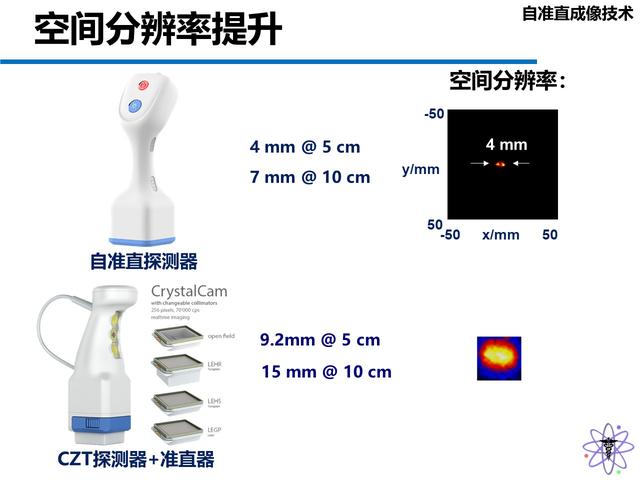 空间分辨率提升
自准直成像技术
空间分辨率：
-50
4 mm
4 mm @ 5 cm
7 mm @ 10 cm
y/mm
50
-50 x/mm 50
自准直探测器
CrystalCam
with changeable collimators
256 pixels, 70'000 cps
realtime imaging
open field
LEHR
LEHS
LEGP
9.2mm @ 5 cm
15 mm @ 10 cm
CZT探测器+准直器